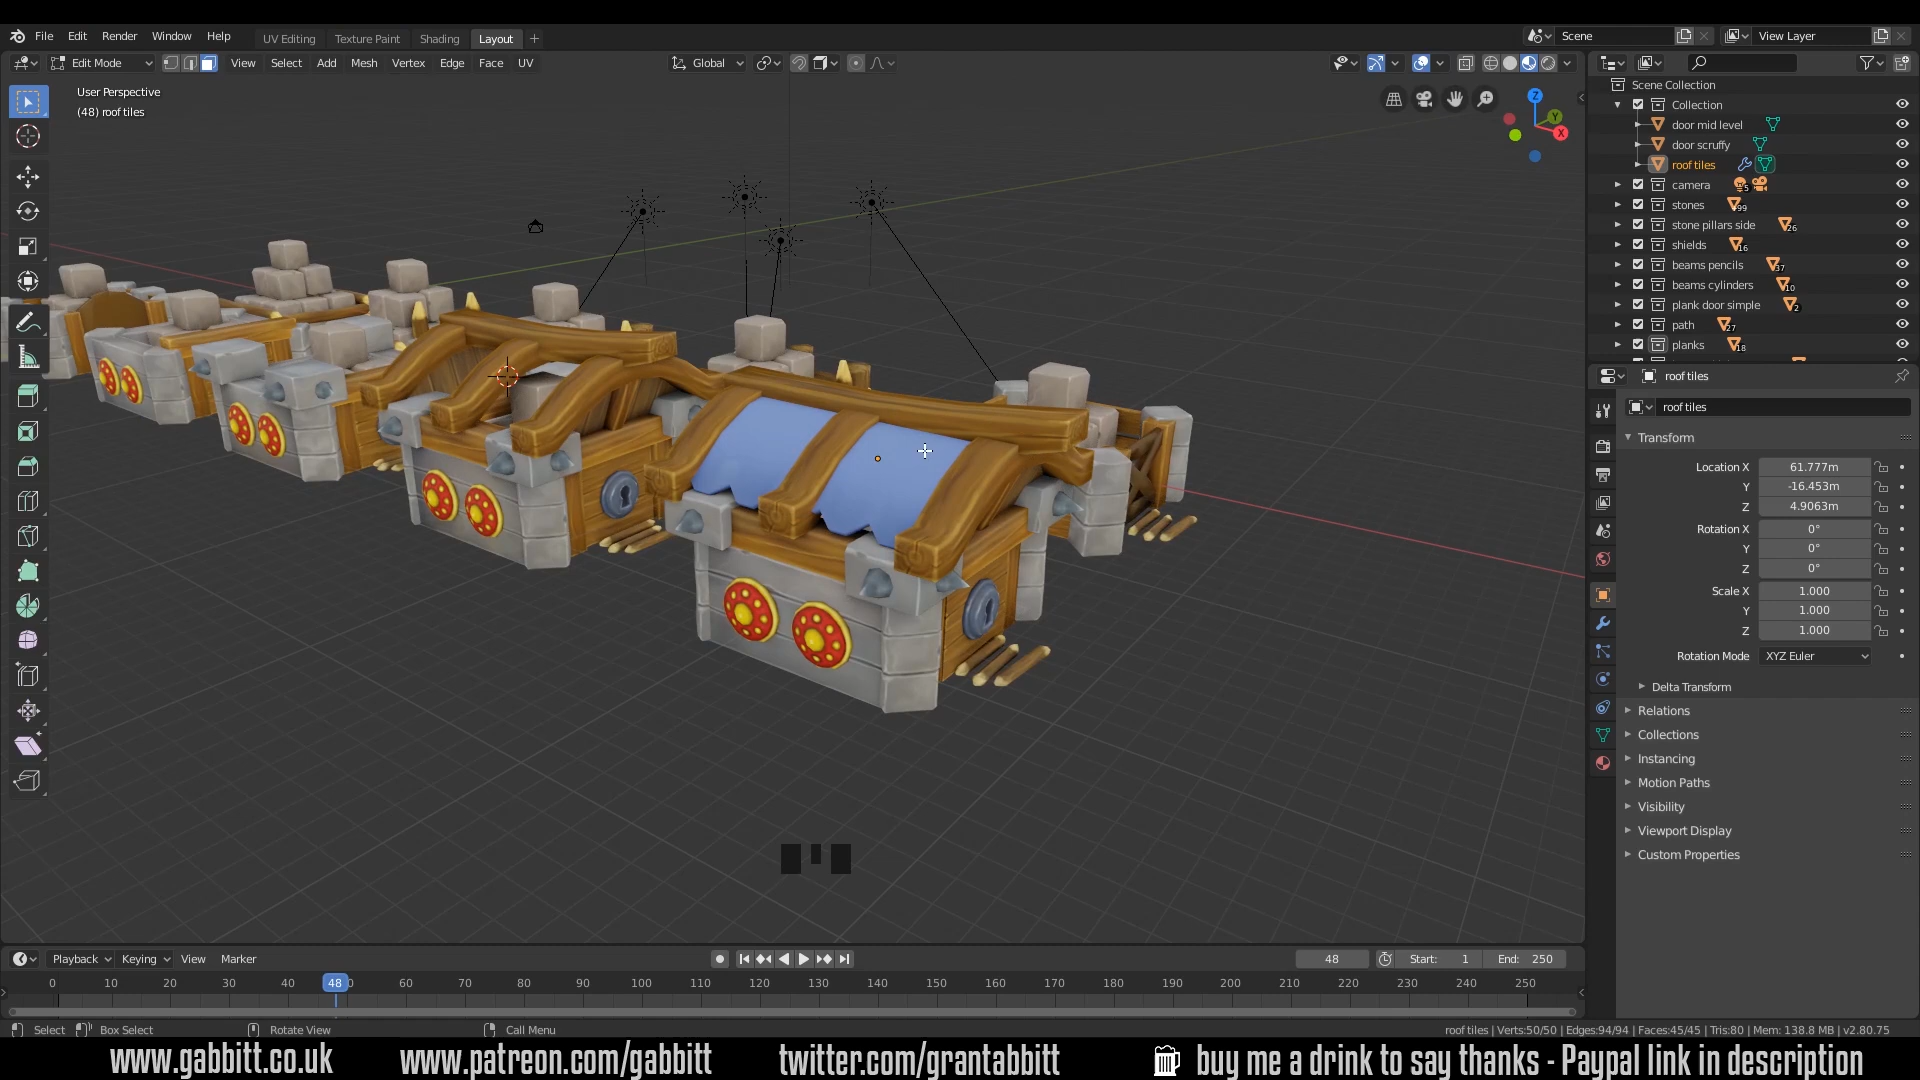 File Edit Render Window Help UV Editing Texture Paint Shading Layout Scene View Layer
Edit Mode View Select Add Mesh Vertex Edge Face UV Global
User Perspective
(48) roof tiles
Z
Y
X
Scene Collection
Collection
door mid level
door scruffy
roof tiles
camera 5
stones 99
stone pillars side 26
shields 16
beams pencils 37
beams cylinders 10
plank door simple 2
path 27
planks 18
roof tiles
roof tiles
Transform
Location X 61.777m
Y -16.453m
Z 4.9063m
Rotation X 0°
Y 0°
Z 0°
Scale X 1.000
Y 1.000
Z 1.000
Rotation Mode XYZ Euler
Delta Transform
Relations
Collections
Instancing
Motion Paths
Visibility
Viewport Display
Custom Properties
Playback Keying View Marker 48 Start: 1 End: 250
0 10 20 30 40 48 60 70 80 90 100 110 120 130 140 150 160 170 180 190 200 210 220 230 240 250
Select Box Select Rotate View Call Menu roof tiles | Verts:50/50 | Edges:94/94 | Faces:45/45 | Tris:80 | Mem: 138.8 MB | v2.80.75
www.gabbitt.co.uk www.patreon.com/gabbitt twitter.com/grantabbitt buy me a drink to say thanks - Paypal link in description